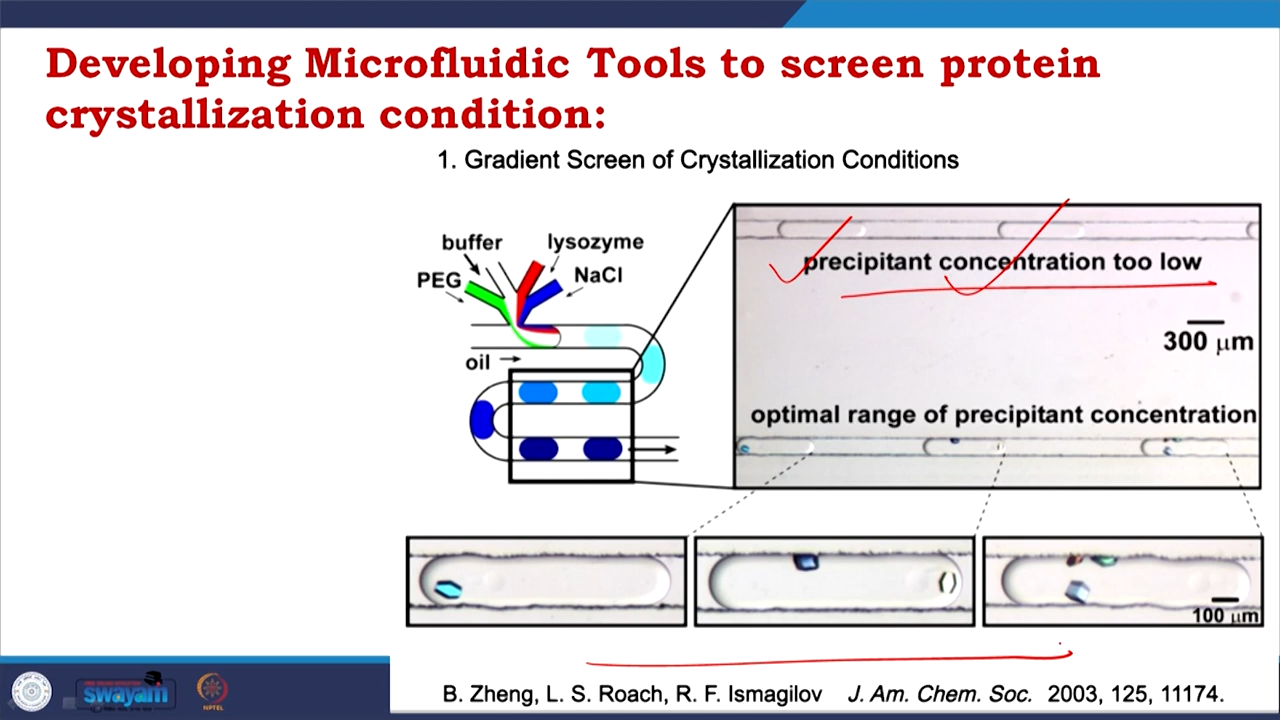 Developing Microfluidic Tools to screen protein
crystallization condition:
1. Gradient Screen of Crystallization Conditions
buffer
lysozyme
PEG
NaCl
oil
precipitant concentration too low
300 μm
optimal range of precipitant concentration
100 μm
B. Zheng, L. S. Roach, R. F. Ismagilov J. Am. Chem. Soc. 2003, 125, 11174.
swayam
NPTEL